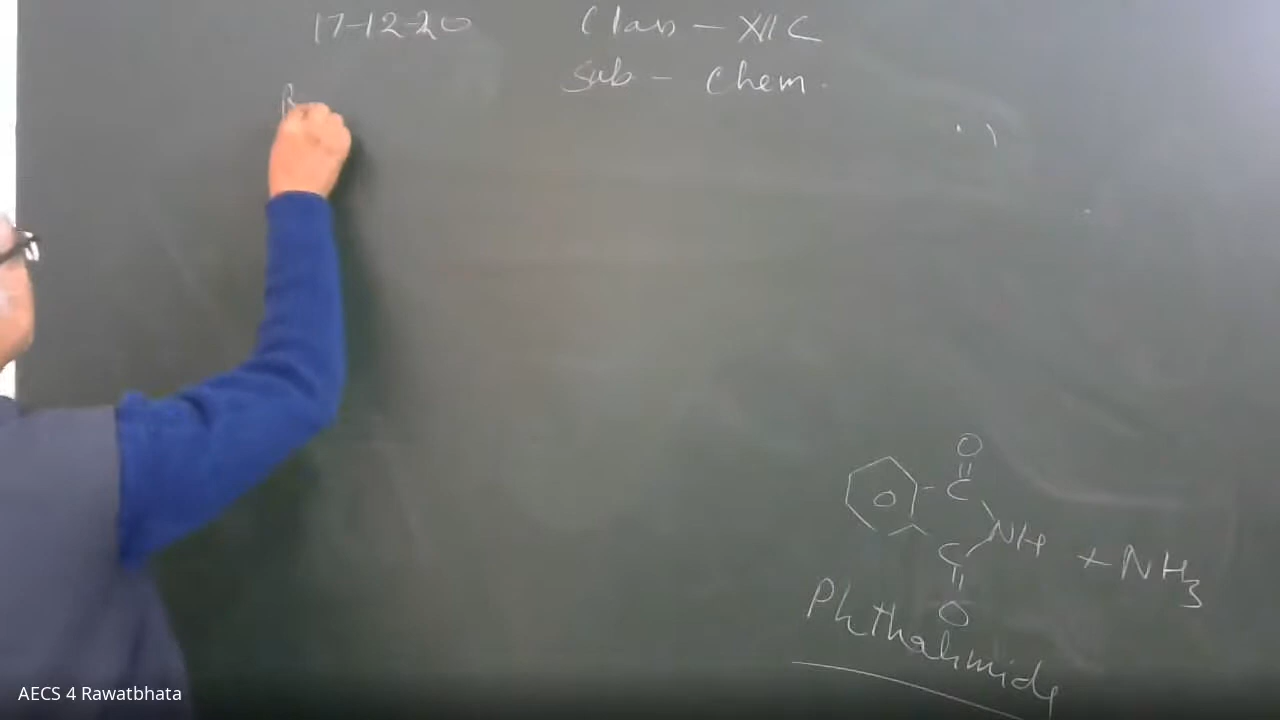 17-12-20 Class - XII C
Sub - Chem.
O
C
NH + NH3
C
O
Phthalimide
AECS 4 Rawatbhata